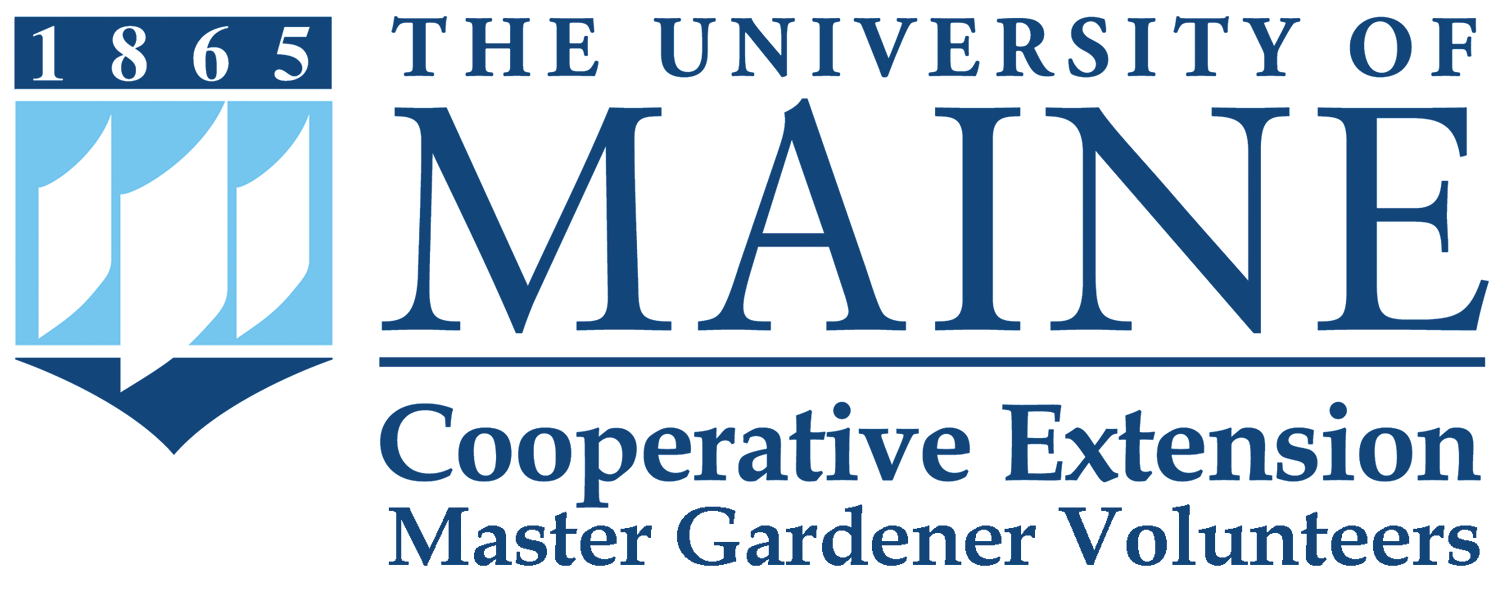 1865
THE UNIVERSITY OF
MAINE
Cooperative Extension
Master Gardener Volunteers